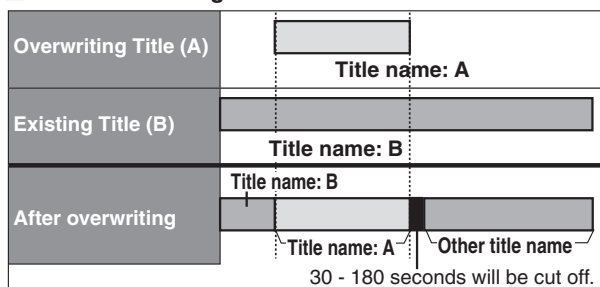 Overwriting Title (A)
Title name: A
Existing Title (B)
Title name: B
Title name: B
After overwriting
Title name: A
Other title name
30 - 180 seconds will be cut off.